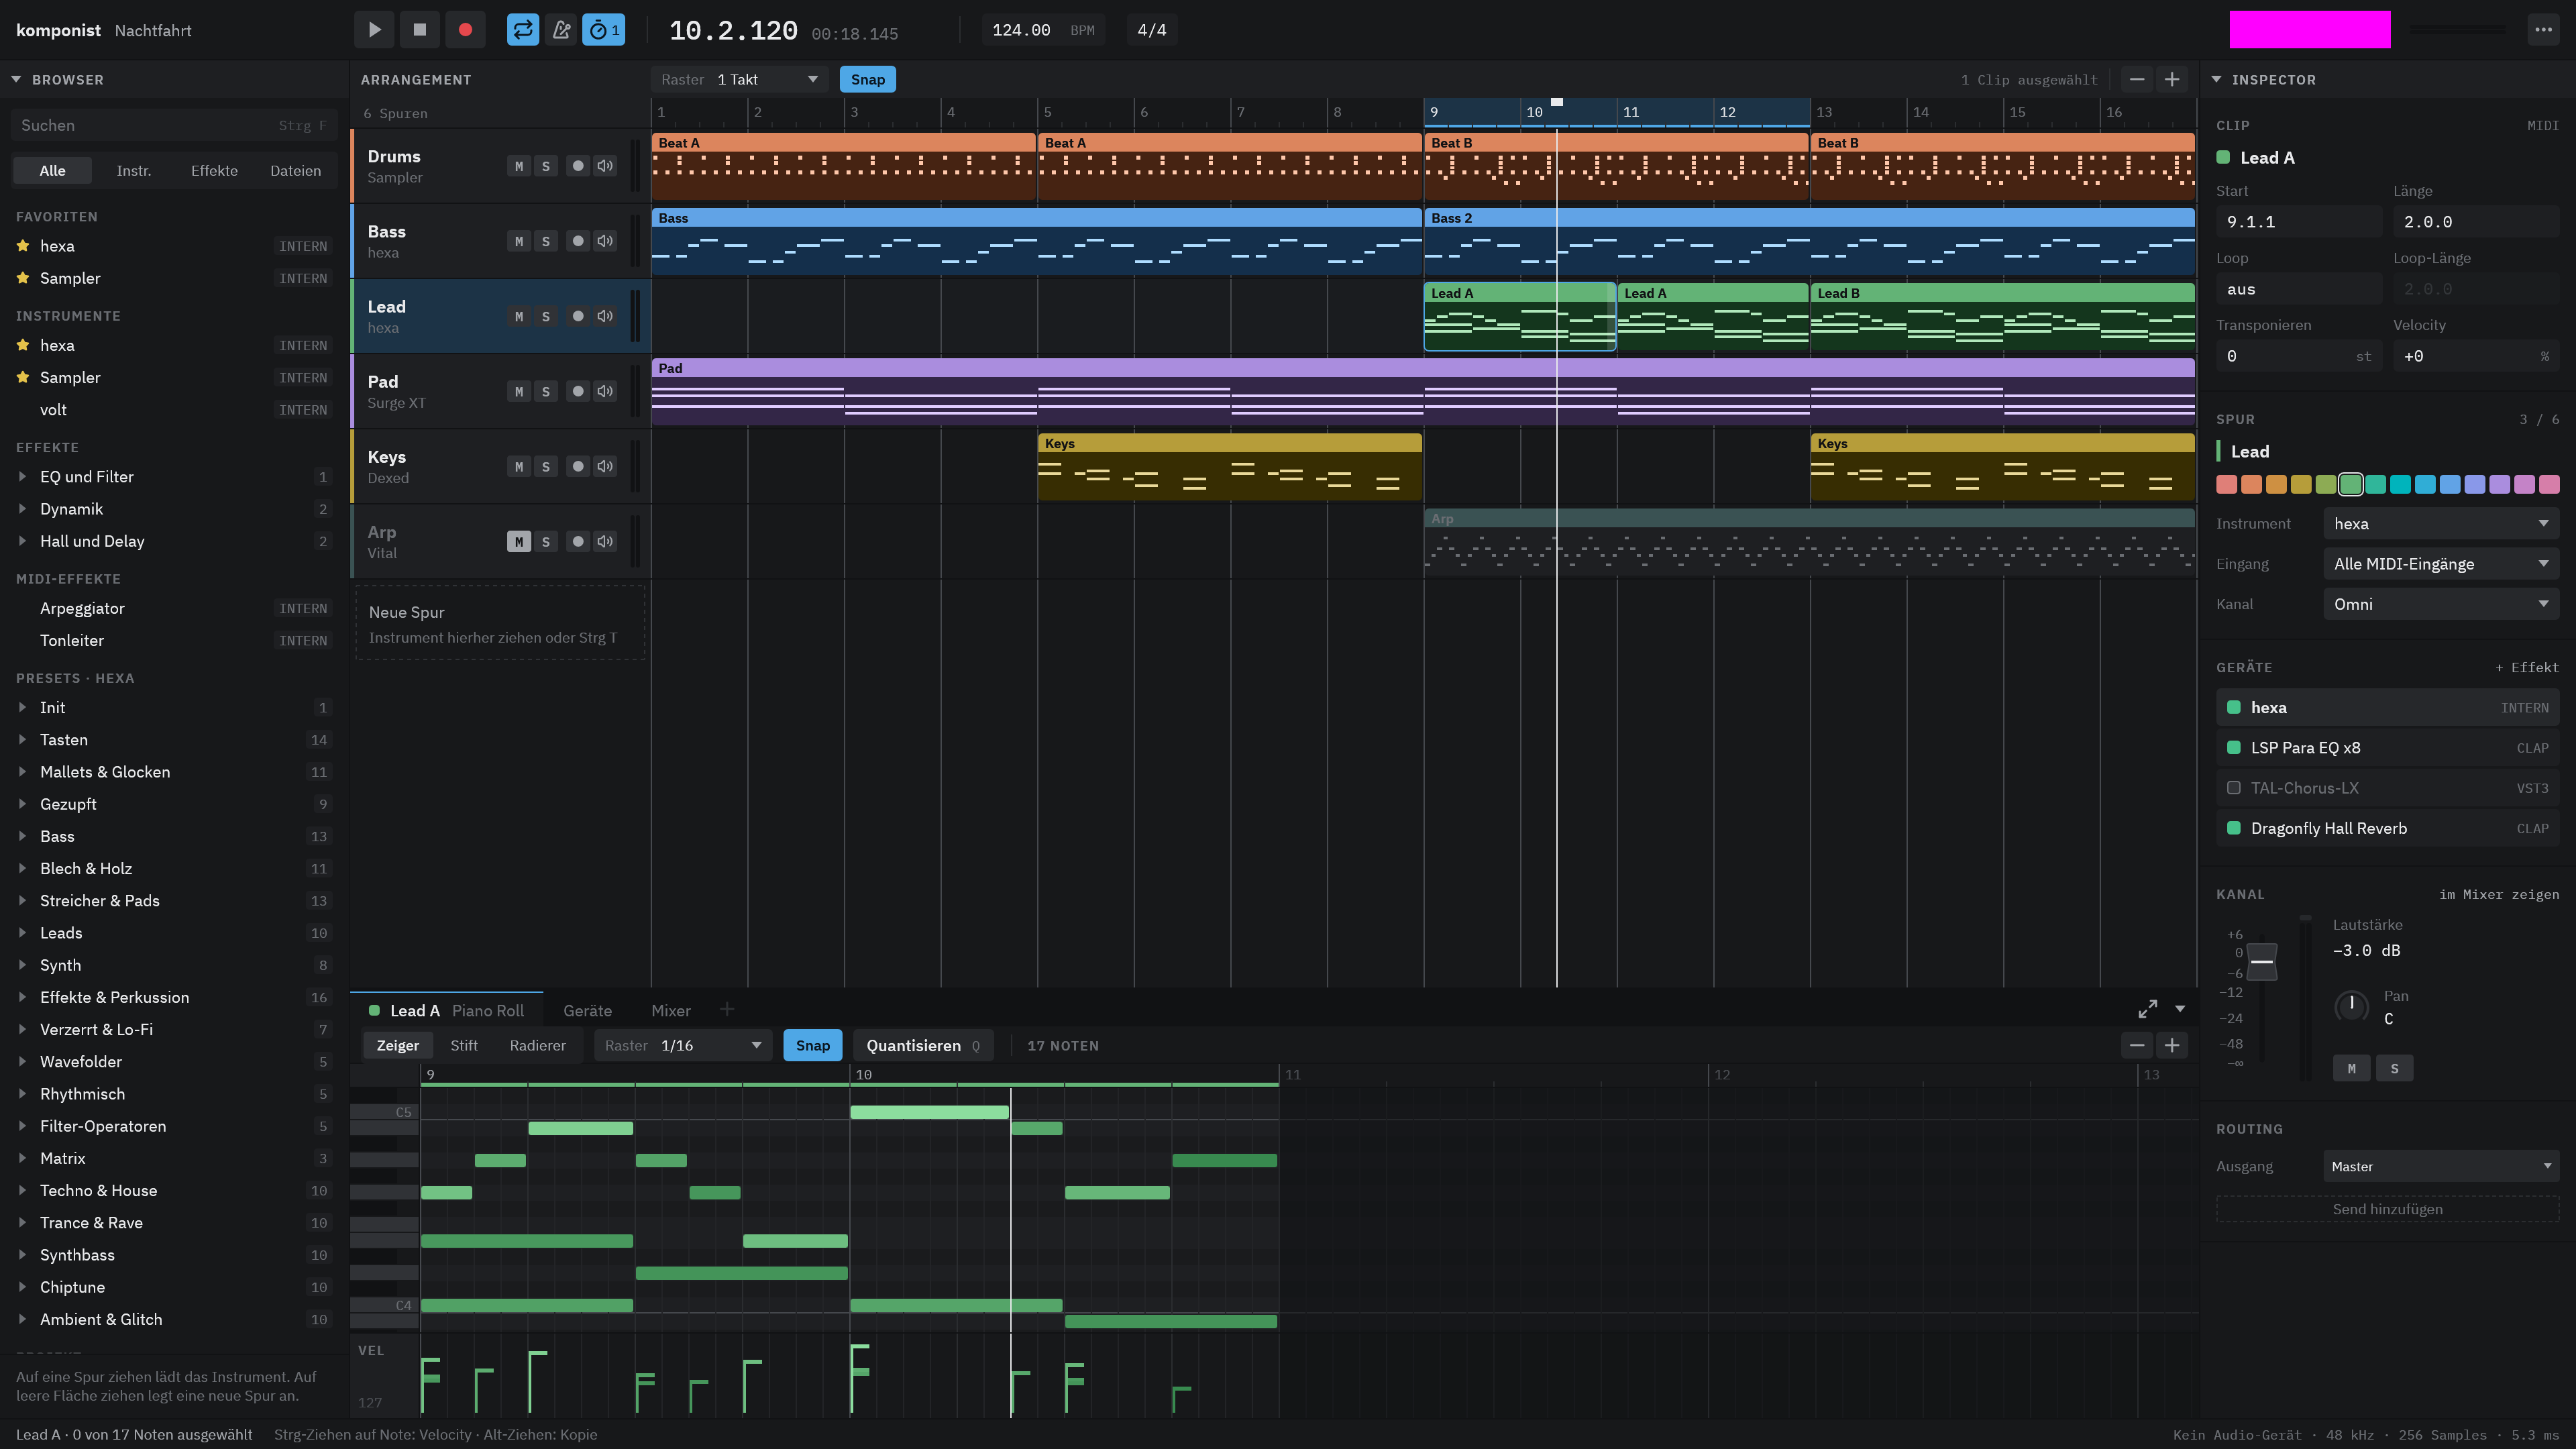 komponist Nachtfahrt
1 10.2.120 00:18.145 124.00 BPM 4/4
BROWSER
Suchen Strg F
Alle Instr. Effekte Dateien
FAVORITEN
hexa INTERN
Sampler INTERN
INSTRUMENTE
hexa INTERN
Sampler INTERN
volt INTERN
EFFEKTE
EQ und Filter 1
Dynamik 2
Hall und Delay 2
MIDI-EFFEKTE
Arpeggiator INTERN
Tonleiter INTERN
PRESETS · HEXA
Init 1
Tasten 14
Mallets & Glocken 11
Gezupft 9
Bass 13
Blech & Holz 11
Streicher & Pads 13
Leads 10
Synth 8
Effekte & Perkussion 16
Verzerrt & Lo-Fi 7
Wavefolder 5
Rhythmisch 5
Filter-Operatoren 5
Matrix 3
Techno & House 10
Trance & Rave 10
Synthbass 10
Chiptune 10
Ambient & Glitch 10
Auf eine Spur ziehen lädt das Instrument. Auf
leere Fläche ziehen legt eine neue Spur an.
ARRANGEMENT Raster 1 Takt Snap 1 Clip ausgewählt
6 Spuren 1 2 3 4 5 6 7 8 9 10 11 12 13 14 15 16
Drums M S
Sampler
Beat A Beat A Beat B Beat B
Bass M S
hexa
Bass Bass 2
Lead M S
hexa
Lead A Lead A Lead B
Pad M S
Surge XT
Pad
Keys M S
Dexed
Keys Keys
Arp M S
Vital
Arp
Neue Spur
Instrument hierher ziehen oder Strg T
Lead A Piano Roll Geräte Mixer
Zeiger Stift Radierer Raster 1/16 Snap Quantisieren Q 17 NOTEN
9 10 11 12 13
C5
C4
VEL
127
INSPECTOR
CLIP MIDI
Lead A
Start Länge
9.1.1 2.0.0
Loop Loop-Länge
aus 2.0.0
Transponieren Velocity
0 st +0 %
SPUR 3 / 6
Lead
Instrument hexa
Eingang Alle MIDI-Eingänge
Kanal Omni
GERÄTE + Effekt
hexa INTERN
LSP Para EQ x8 CLAP
TAL-Chorus-LX VST3
Dragonfly Hall Reverb CLAP
KANAL im Mixer zeigen
+6
0
−6
−12
−24
−48
−∞
Lautstärke
−3.0 dB
Pan
C
M S
ROUTING
Ausgang Master
Send hinzufügen
Lead A · 0 von 17 Noten ausgewählt Strg-Ziehen auf Note: Velocity · Alt-Ziehen: Kopie Kein Audio-Gerät · 48 kHz · 256 Samples · 5.3 ms